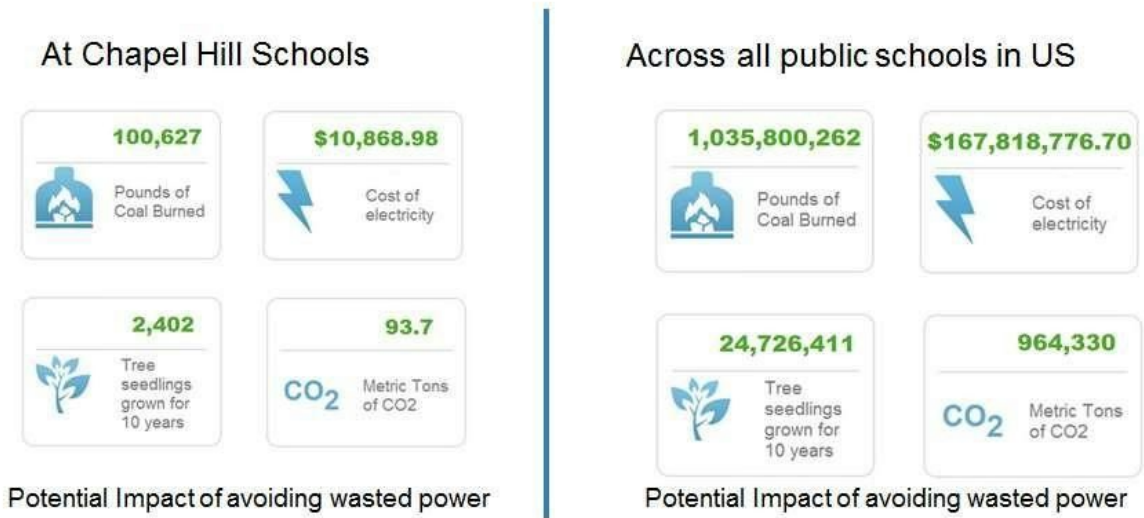 At Chapel Hill Schools
100,627
Pounds of
Coal Burned
$10,868.98
Cost of
electricity
2,402
Tree
seedlings
grown for
10 years
93.7
CO2
Metric Tons
of CO2
Potential Impact of avoiding wasted power
Across all public schools in US
1,035,800,262
Pounds of
Coal Burned
$167,818,776.70
Cost of
electricity
24,726,411
Tree
seedlings
grown for
10 years
964,330
CO2
Metric Tons
of CO2
Potential Impact of avoiding wasted power